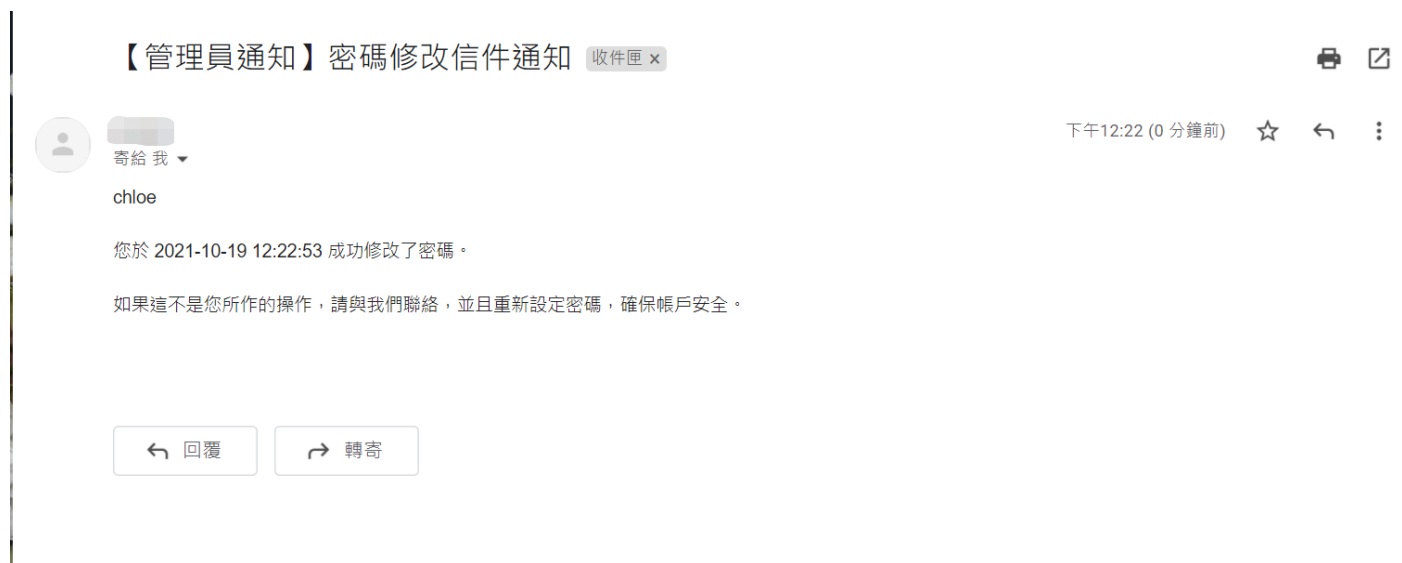 【管理員通知】密碼修改信件通知 收件匣 x
下午12:22 (0 分鐘前)
寄給 我
chloe
您於 2021-10-19 12:22:53 成功修改了密碼。
如果這不是您所作的操作，請與我們聯絡，並且重新設定密碼，確保帳戶安全。
回覆 轉寄